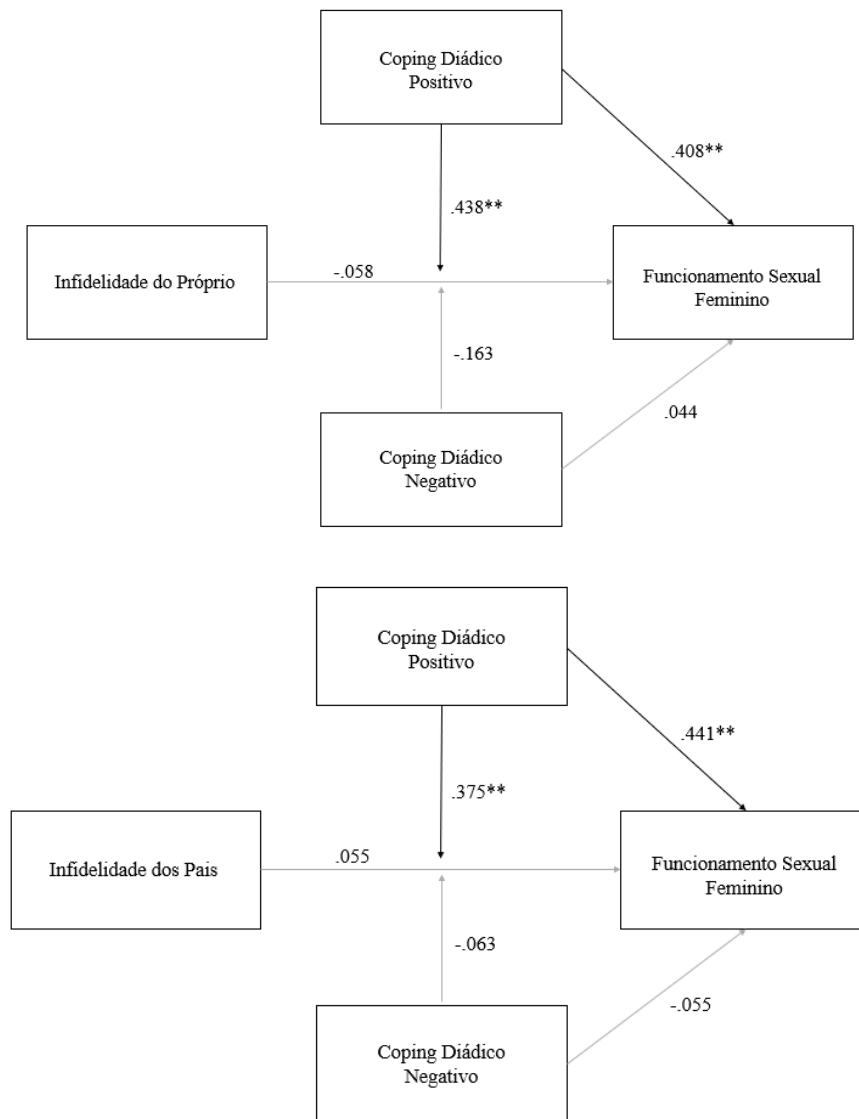 Coping Diádico
Positivo
.408**
.438**
Infidelidade do Próprio
-.058
Funcionamento Sexual
Feminino
-.163
.044
Coping Diádico
Negativo
Coping Diádico
Positivo
.441**
.375**
Infidelidade dos Pais
.055
Funcionamento Sexual
Feminino
-.063
-.055
Coping Diádico
Negativo